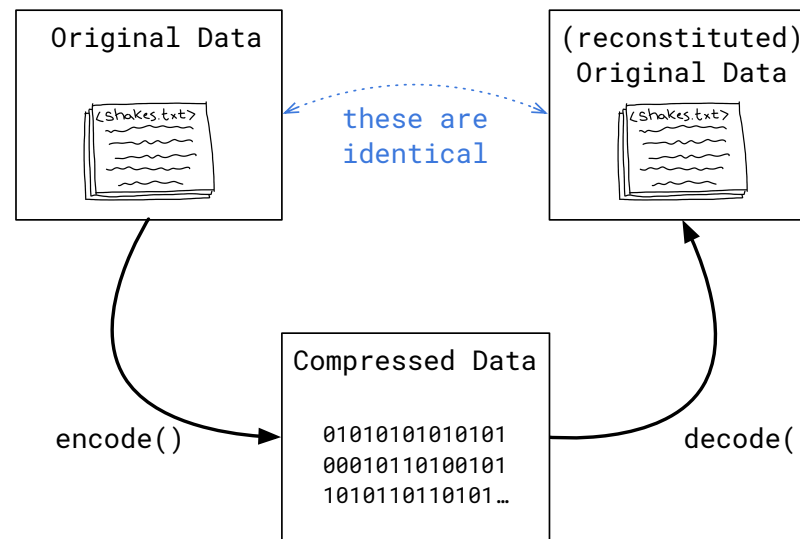 Original Data
<shakes.txt>
(reconstituted)
Original Data
<shakes.txt>
these are
identical
Compressed Data
01010101010101
00010110100101
1010110110101…
encode()
decode(